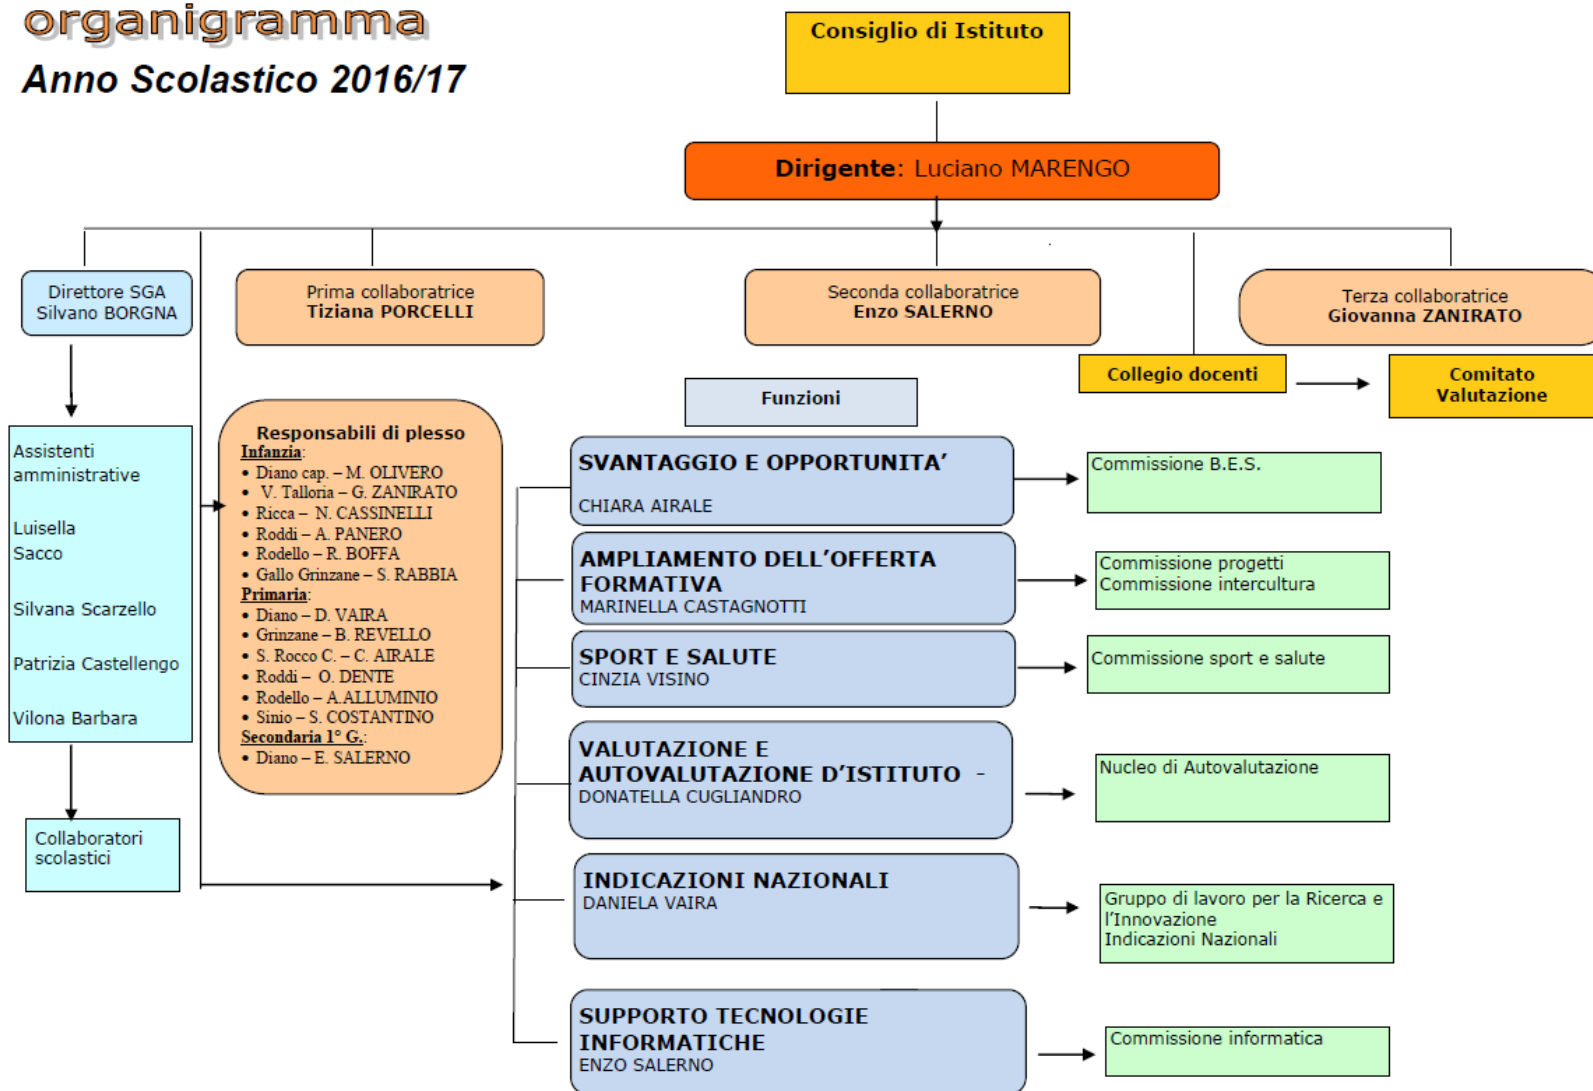 organigramma
Anno Scolastico 2016/17
Consiglio di Istituto
Dirigente: Luciano MARENGO
Direttore SGA
Silvano BORGNA
Prima collaboratrice
Tiziana PORCELLI
Seconda collaboratrice
Enzo SALERNO
Terza collaboratrice
Giovanna ZANIRATO
Collegio docenti
Comitato
Valutazione
Funzioni
Assistenti
amministrative
Luisella
Sacco
Silvana Scarzello
Patrizia Castellengo
Vilona Barbara
Collaboratori
scolastici
Responsabili di plesso
Infanzia:
• Diano cap. – M. OLIVERO
• V. Talloria – G. ZANIRATO
• Ricca – N. CASSINELLI
• Roddi – A. PANERO
• Rodello – R. BOFFA
• Gallo Grinzane – S. RABBIA
Primaria:
• Diano – D. VAIRA
• Grinzane – B. REVELLO
• S. Rocco C. – C. AIRALE
• Roddi – O. DENTE
• Rodello – A.ALLUMINIO
• Sinio – S. COSTANTINO
Secondaria 1° G.:
• Diano – E. SALERNO
SVANTAGGIO E OPPORTUNITA’
CHIARA AIRALE
Commissione B.E.S.
AMPLIAMENTO DELL’OFFERTA
FORMATIVA
MARINELLA CASTAGNOTTI
Commissione progetti
Commissione intercultura
SPORT E SALUTE
CINZIA VISINO
Commissione sport e salute
VALUTAZIONE E
AUTOVALUTAZIONE D’ISTITUTO -
DONATELLA CUGLIANDRO
Nucleo di Autovalutazione
INDICAZIONI NAZIONALI
DANIELA VAIRA
Gruppo di lavoro per la Ricerca e
l’Innovazione
Indicazioni Nazionali
SUPPORTO TECNOLOGIE
INFORMATICHE
ENZO SALERNO
Commissione informatica